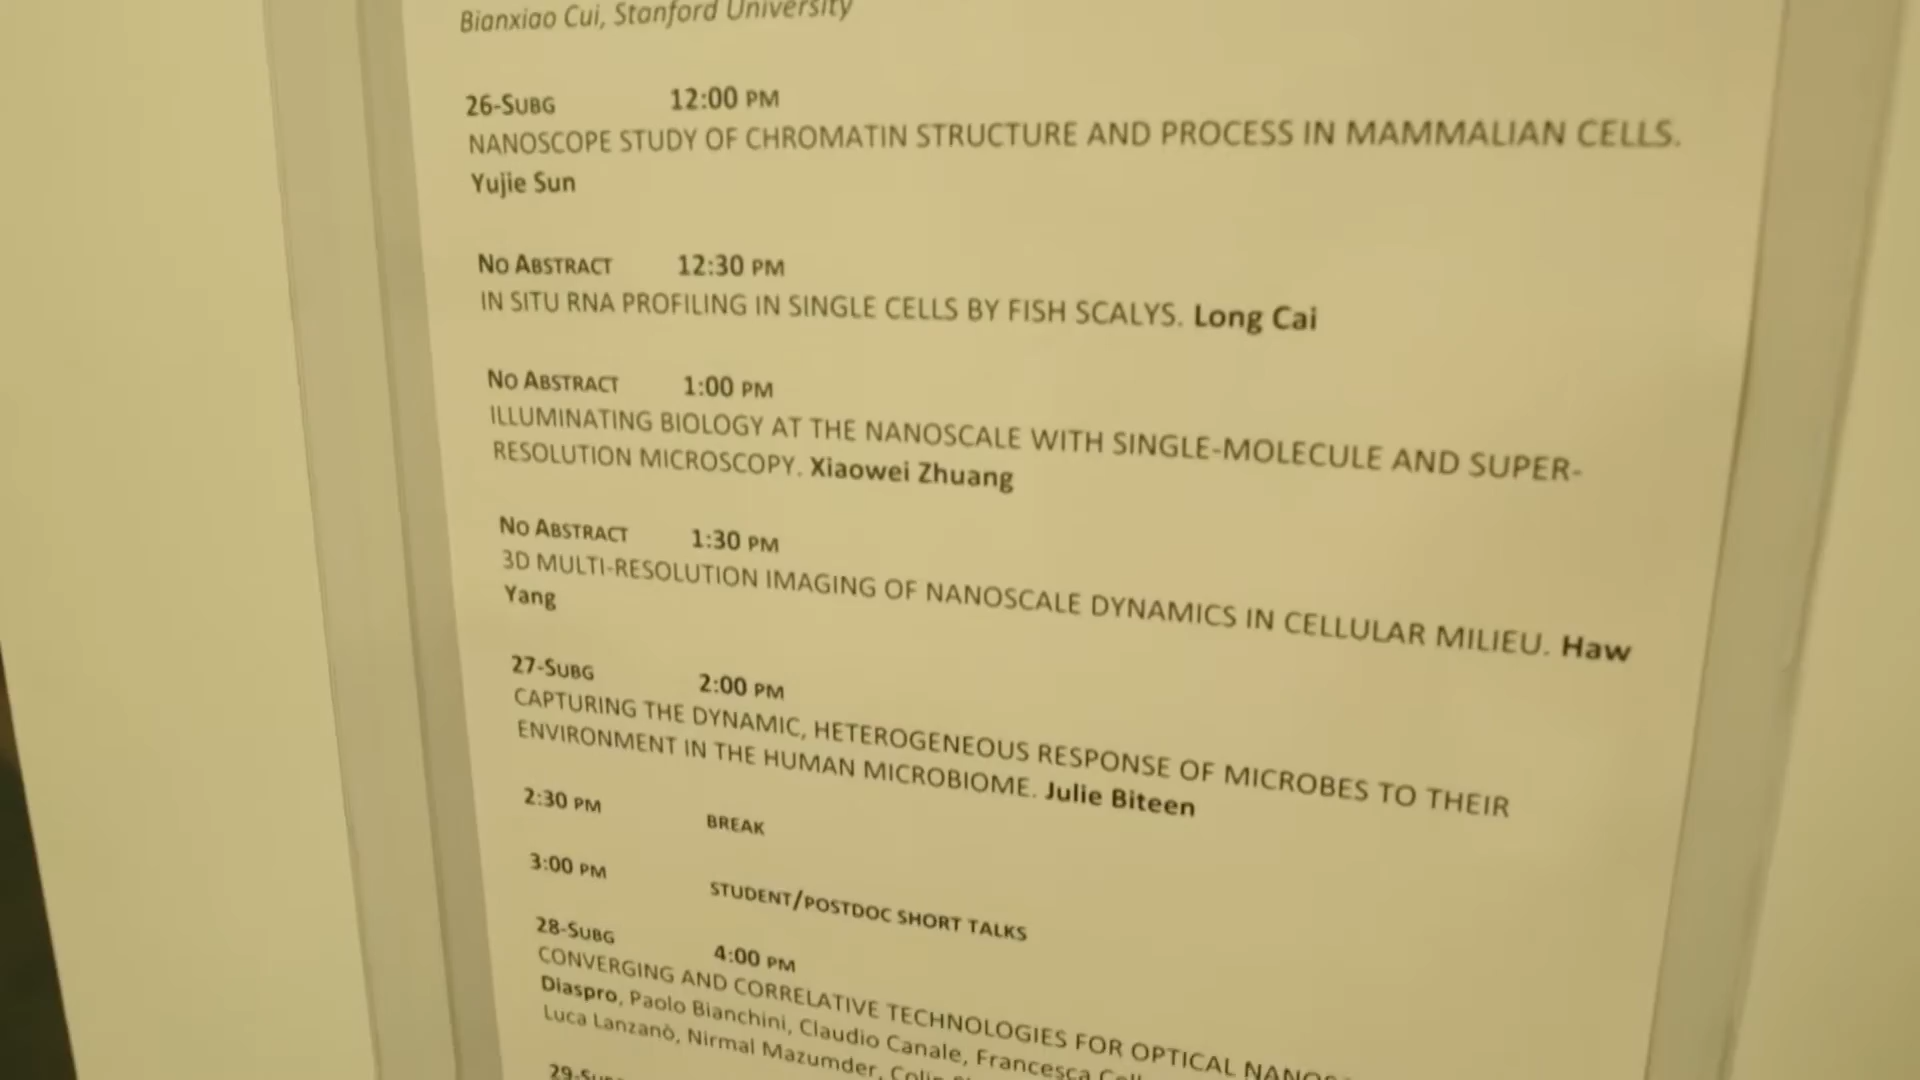 Bianxiao Cui, Stanford University
26-SUBG 12:00 PM
NANOSCOPE STUDY OF CHROMATIN STRUCTURE AND PROCESS IN MAMMALIAN CELLS.
Yujie Sun
NO ABSTRACT 12:30 PM
IN SITU RNA PROFILING IN SINGLE CELLS BY FISH SCALYS. Long Cai
NO ABSTRACT 1:00 PM
ILLUMINATING BIOLOGY AT THE NANOSCALE WITH SINGLE-MOLECULE AND SUPER-
RESOLUTION MICROSCOPY. Xiaowei Zhuang
NO ABSTRACT 1:30 PM
3D MULTI-RESOLUTION IMAGING OF NANOSCALE DYNAMICS IN CELLULAR MILIEU. Haw
Yang
27-SUBG 2:00 PM
CAPTURING THE DYNAMIC, HETEROGENEOUS RESPONSE OF MICROBES TO THEIR
ENVIRONMENT IN THE HUMAN MICROBIOME. Julie Biteen
2:30 PM BREAK
3:00 PM STUDENT/POSTDOC SHORT TALKS
28-SUBG 4:00 PM
CONVERGING AND CORRELATIVE TECHNOLOGIES FOR OPTICAL
Diaspro, Paolo Bianchini, Claudio Canale, Francesca
Luca Lanzanò, Nirmal Mazumder,